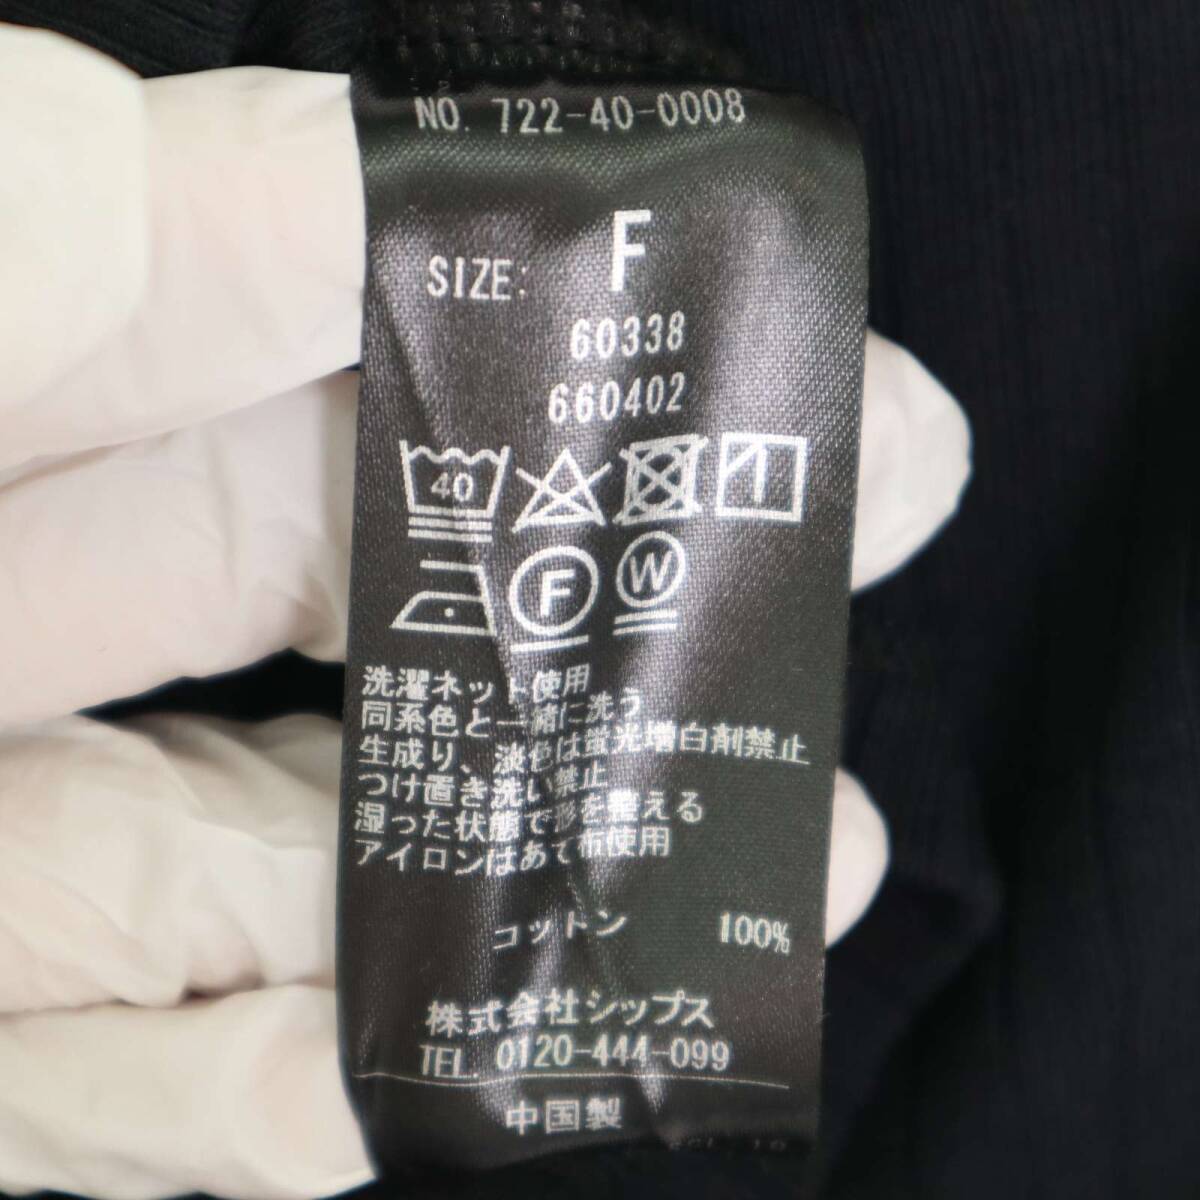 NO. 722-40-0008
SIZE: F
60338
660402
40
F W
洗濯ネット使用
同系色と一緒に洗う
生成り、淡色は蛍光増白剤禁止
つけ置き洗い禁止
湿った状態で形を整える
アイロンはあて布使用
コットン 100%
株式会社シップス
TEL. 0120-444-099
中国製